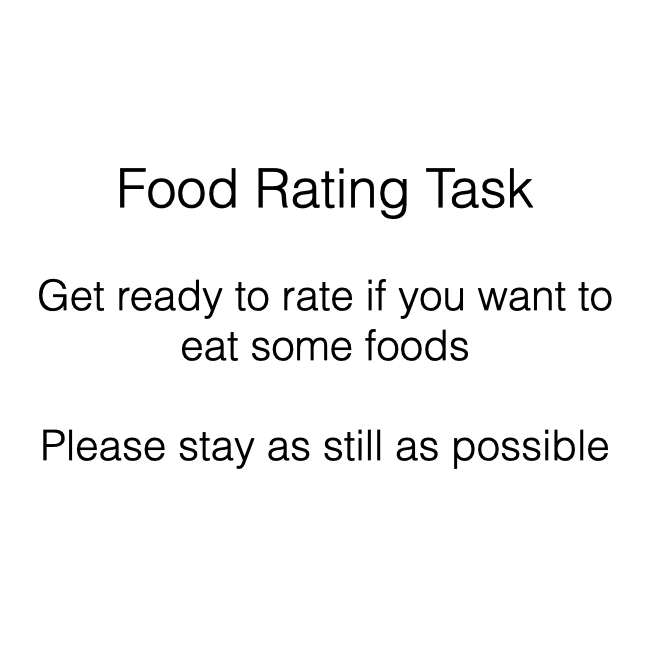 Food Rating Task
Get ready to rate if you want to
eat some foods
Please stay as still as possible